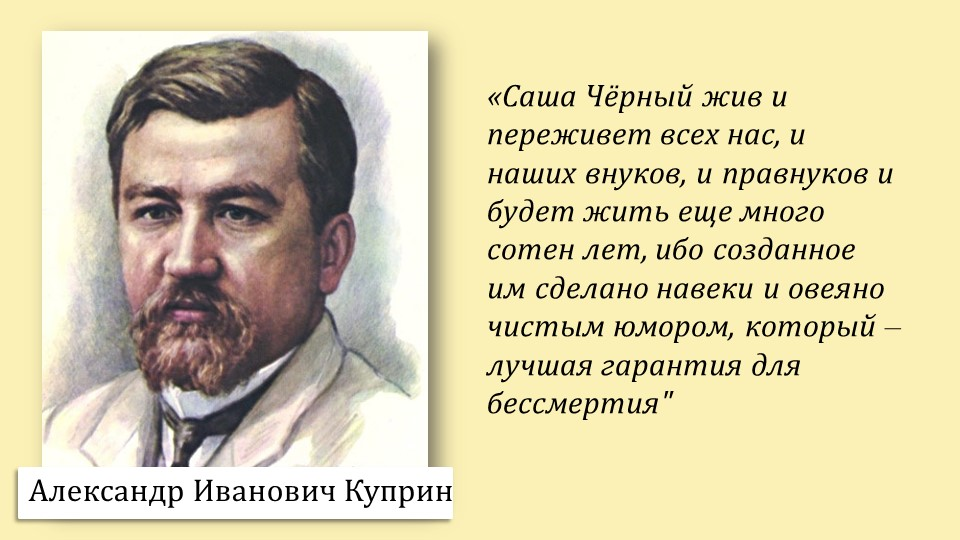 «Саша Чёрный жив и
переживет всех нас, и
наших внуков, и правнуков и
будет жить еще много
сотен лет, ибо созданное
им сделано навеки и овеяно
чистым юмором, который –
лучшая гарантия для
бессмертия"
Александр Иванович Куприн